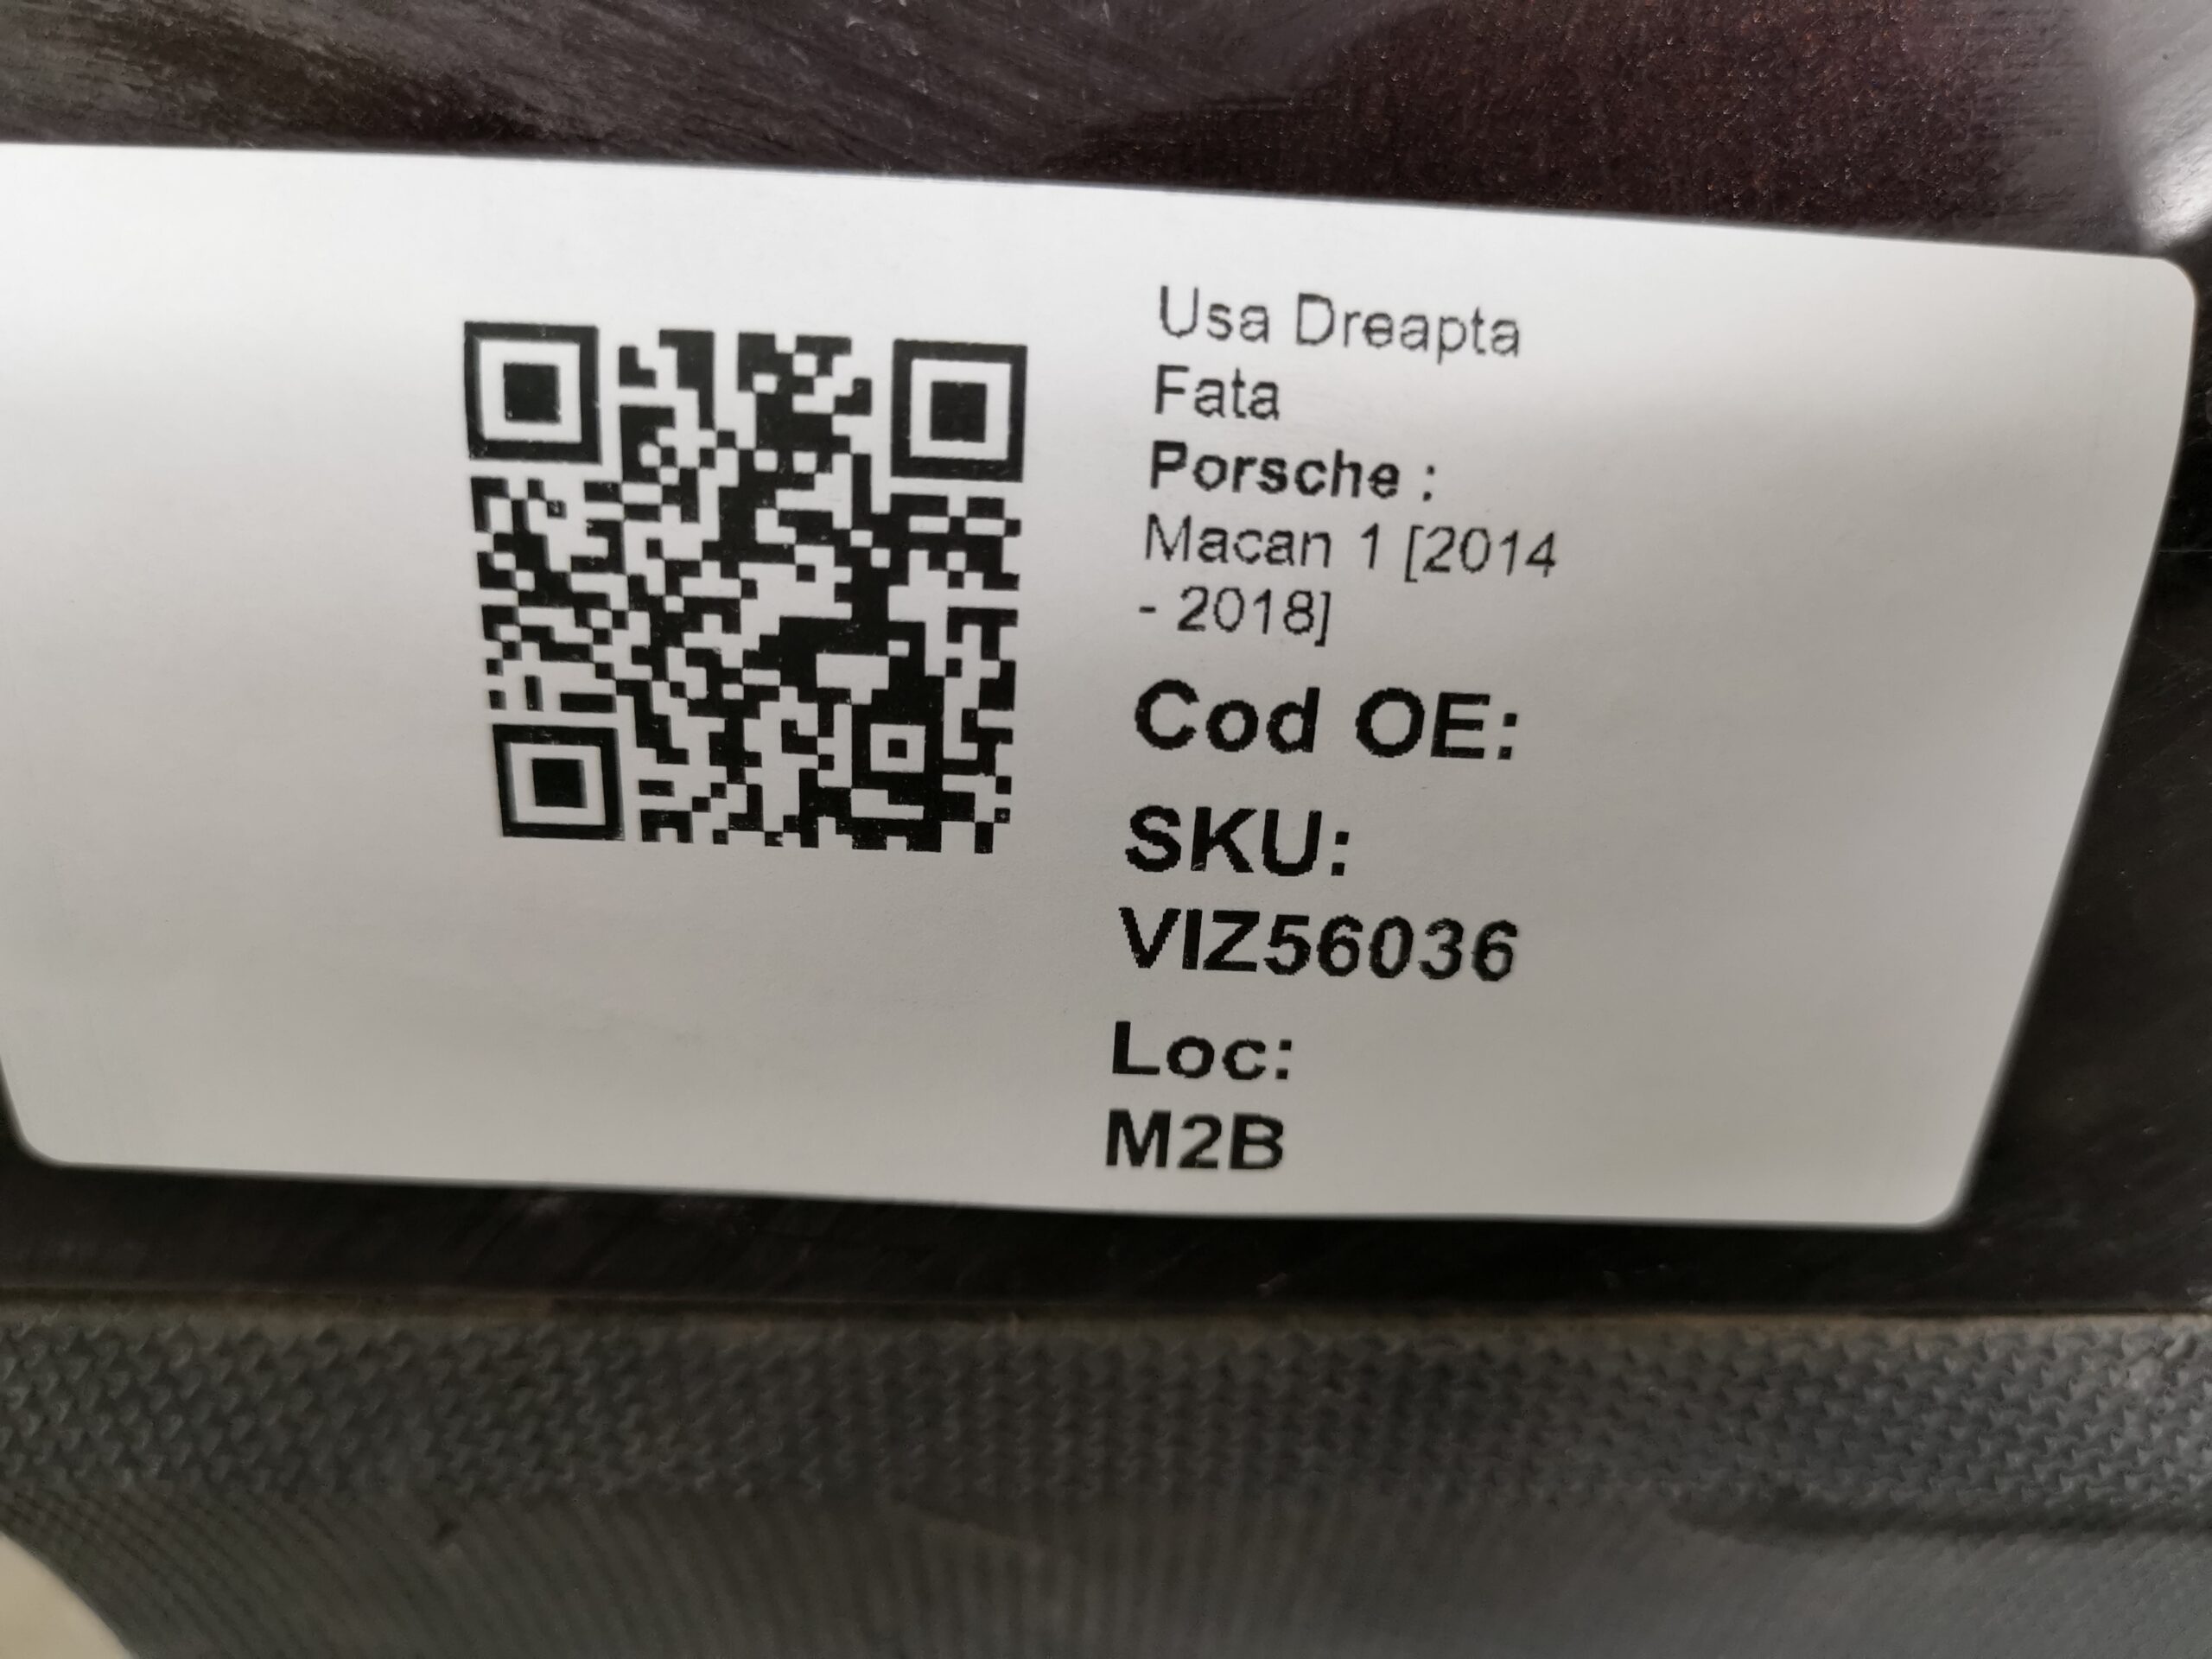 Usa Dreapta
Fata
Porsche :
Macan 1 [2014
- 2018]
Cod OE:
SKU:
VIZ56036
Loc:
M2B